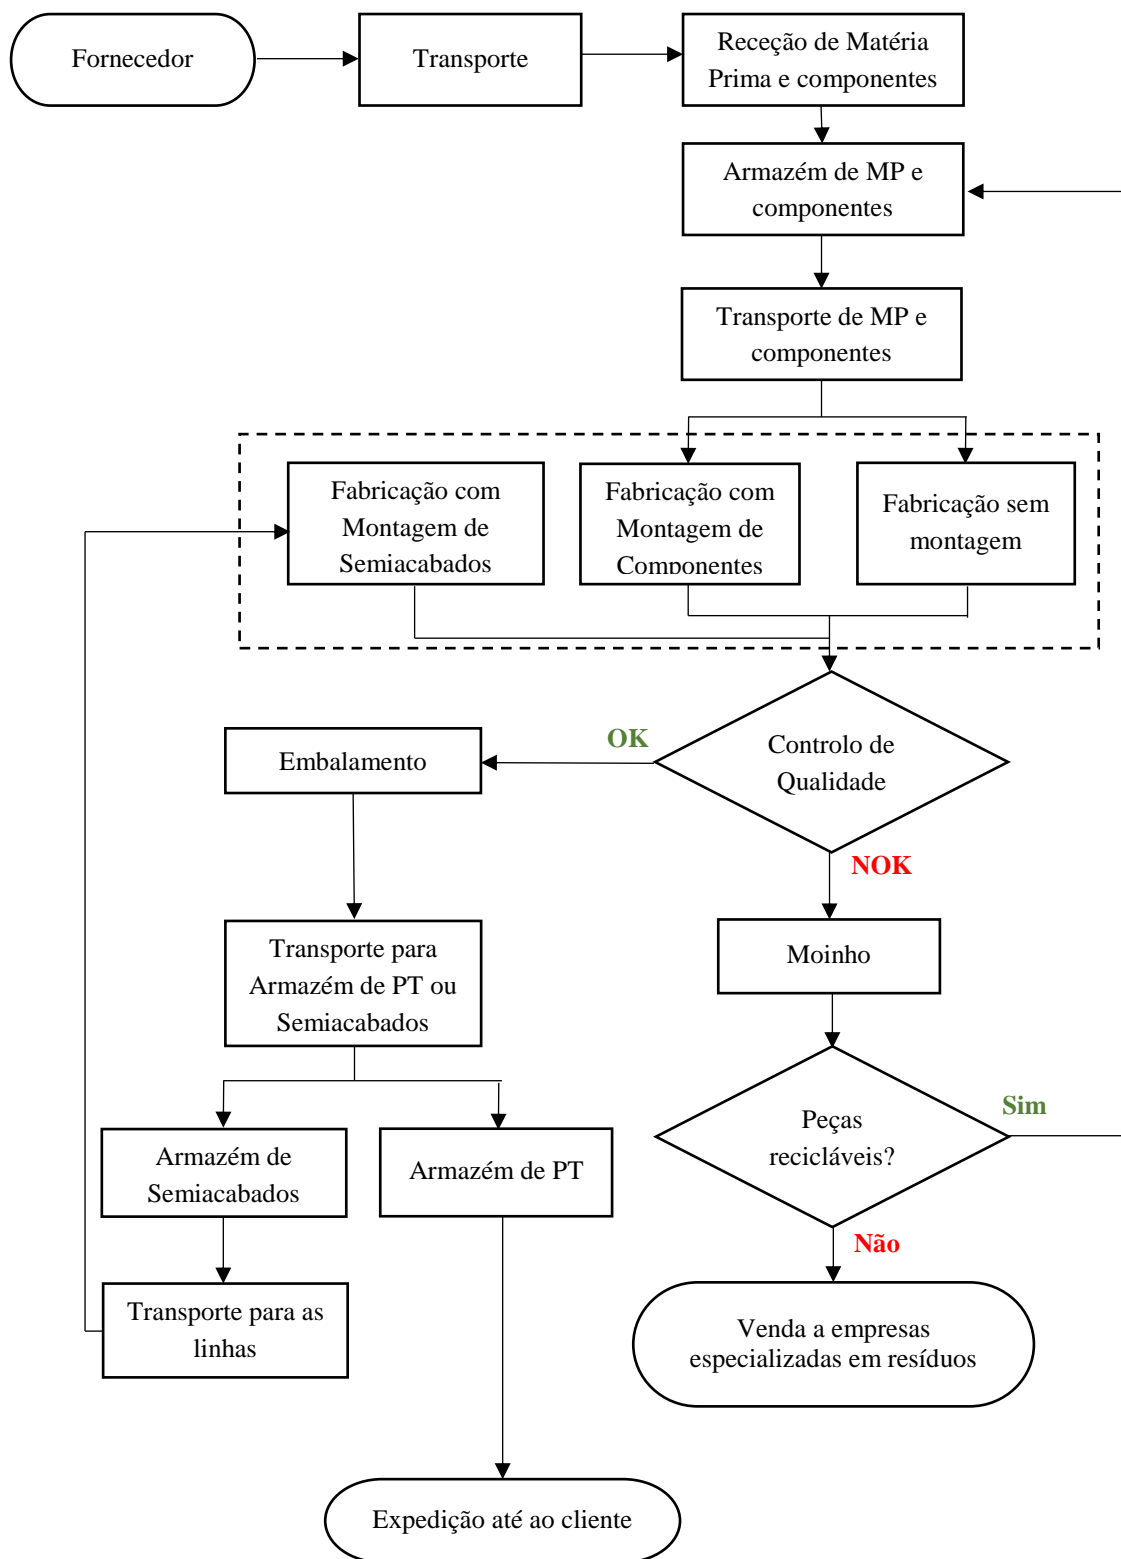 Fornecedor
Transporte
Receção de Matéria
Prima e componentes
Armazém de MP e
componentes
Transporte de MP e
componentes
Fabricação com
Montagem de
Semiacabados
Fabricação com
Montagem de
Componentes
Fabricação sem
montagem
OK
Controlo de
Qualidade
Embalamento
NOK
Transporte para
Armazém de PT ou
Semiacabados
Moinho
Sim
Peças
recicláveis?
Armazém de
Semiacabados
Armazém de PT
Não
Transporte para as
linhas
Venda a empresas
especializadas em resíduos
Expedição até ao cliente